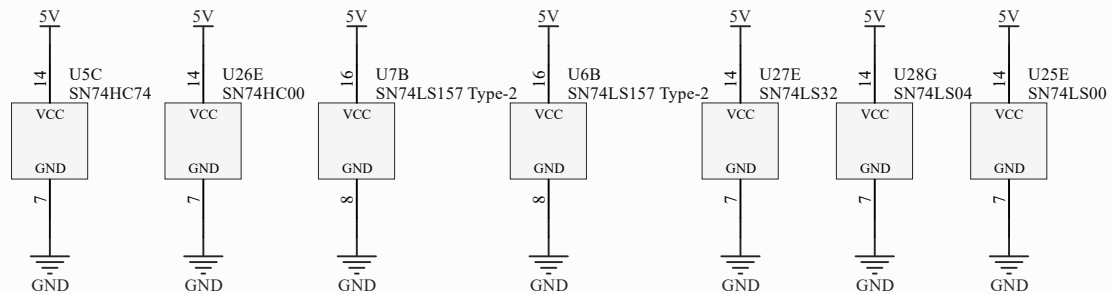 5V 5V 5V 5V 5V 5V 5V
14 14 16 16 14 14 14
U5C U26E U7B U6B U27E U28G U25E
SN74HC74 SN74HC00 SN74LS157 Type-2 SN74LS157 Type-2 SN74LS32 SN74LS04 SN74LS00
VCC VCC VCC VCC VCC VCC VCC
GND GND GND GND GND GND GND
7 7 8 8 7 7 7
GND GND GND GND GND GND GND